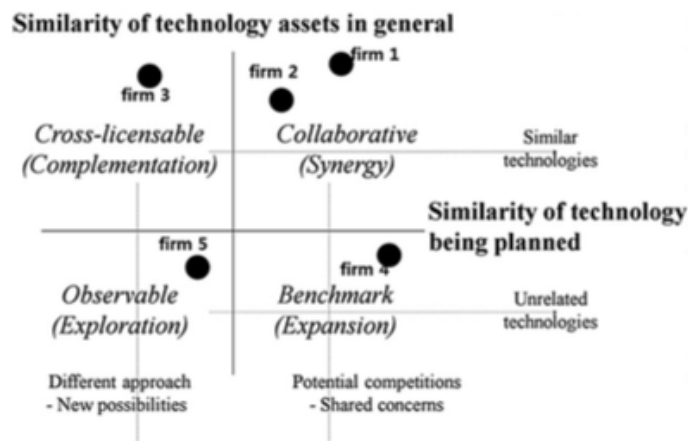 Similarity of technology assets in general
firm 1
firm 2
firm 3
Cross-licensable
(Complementation)
Collaborative
(Synergy)
Similar
technologies
Similarity of technology
being planned
firm 5
firm 4
Observable
(Exploration)
Benchmark
(Expansion)
Unrelated
technologies
Different approach
- New possibilities
Potential competitions
- Shared concerns